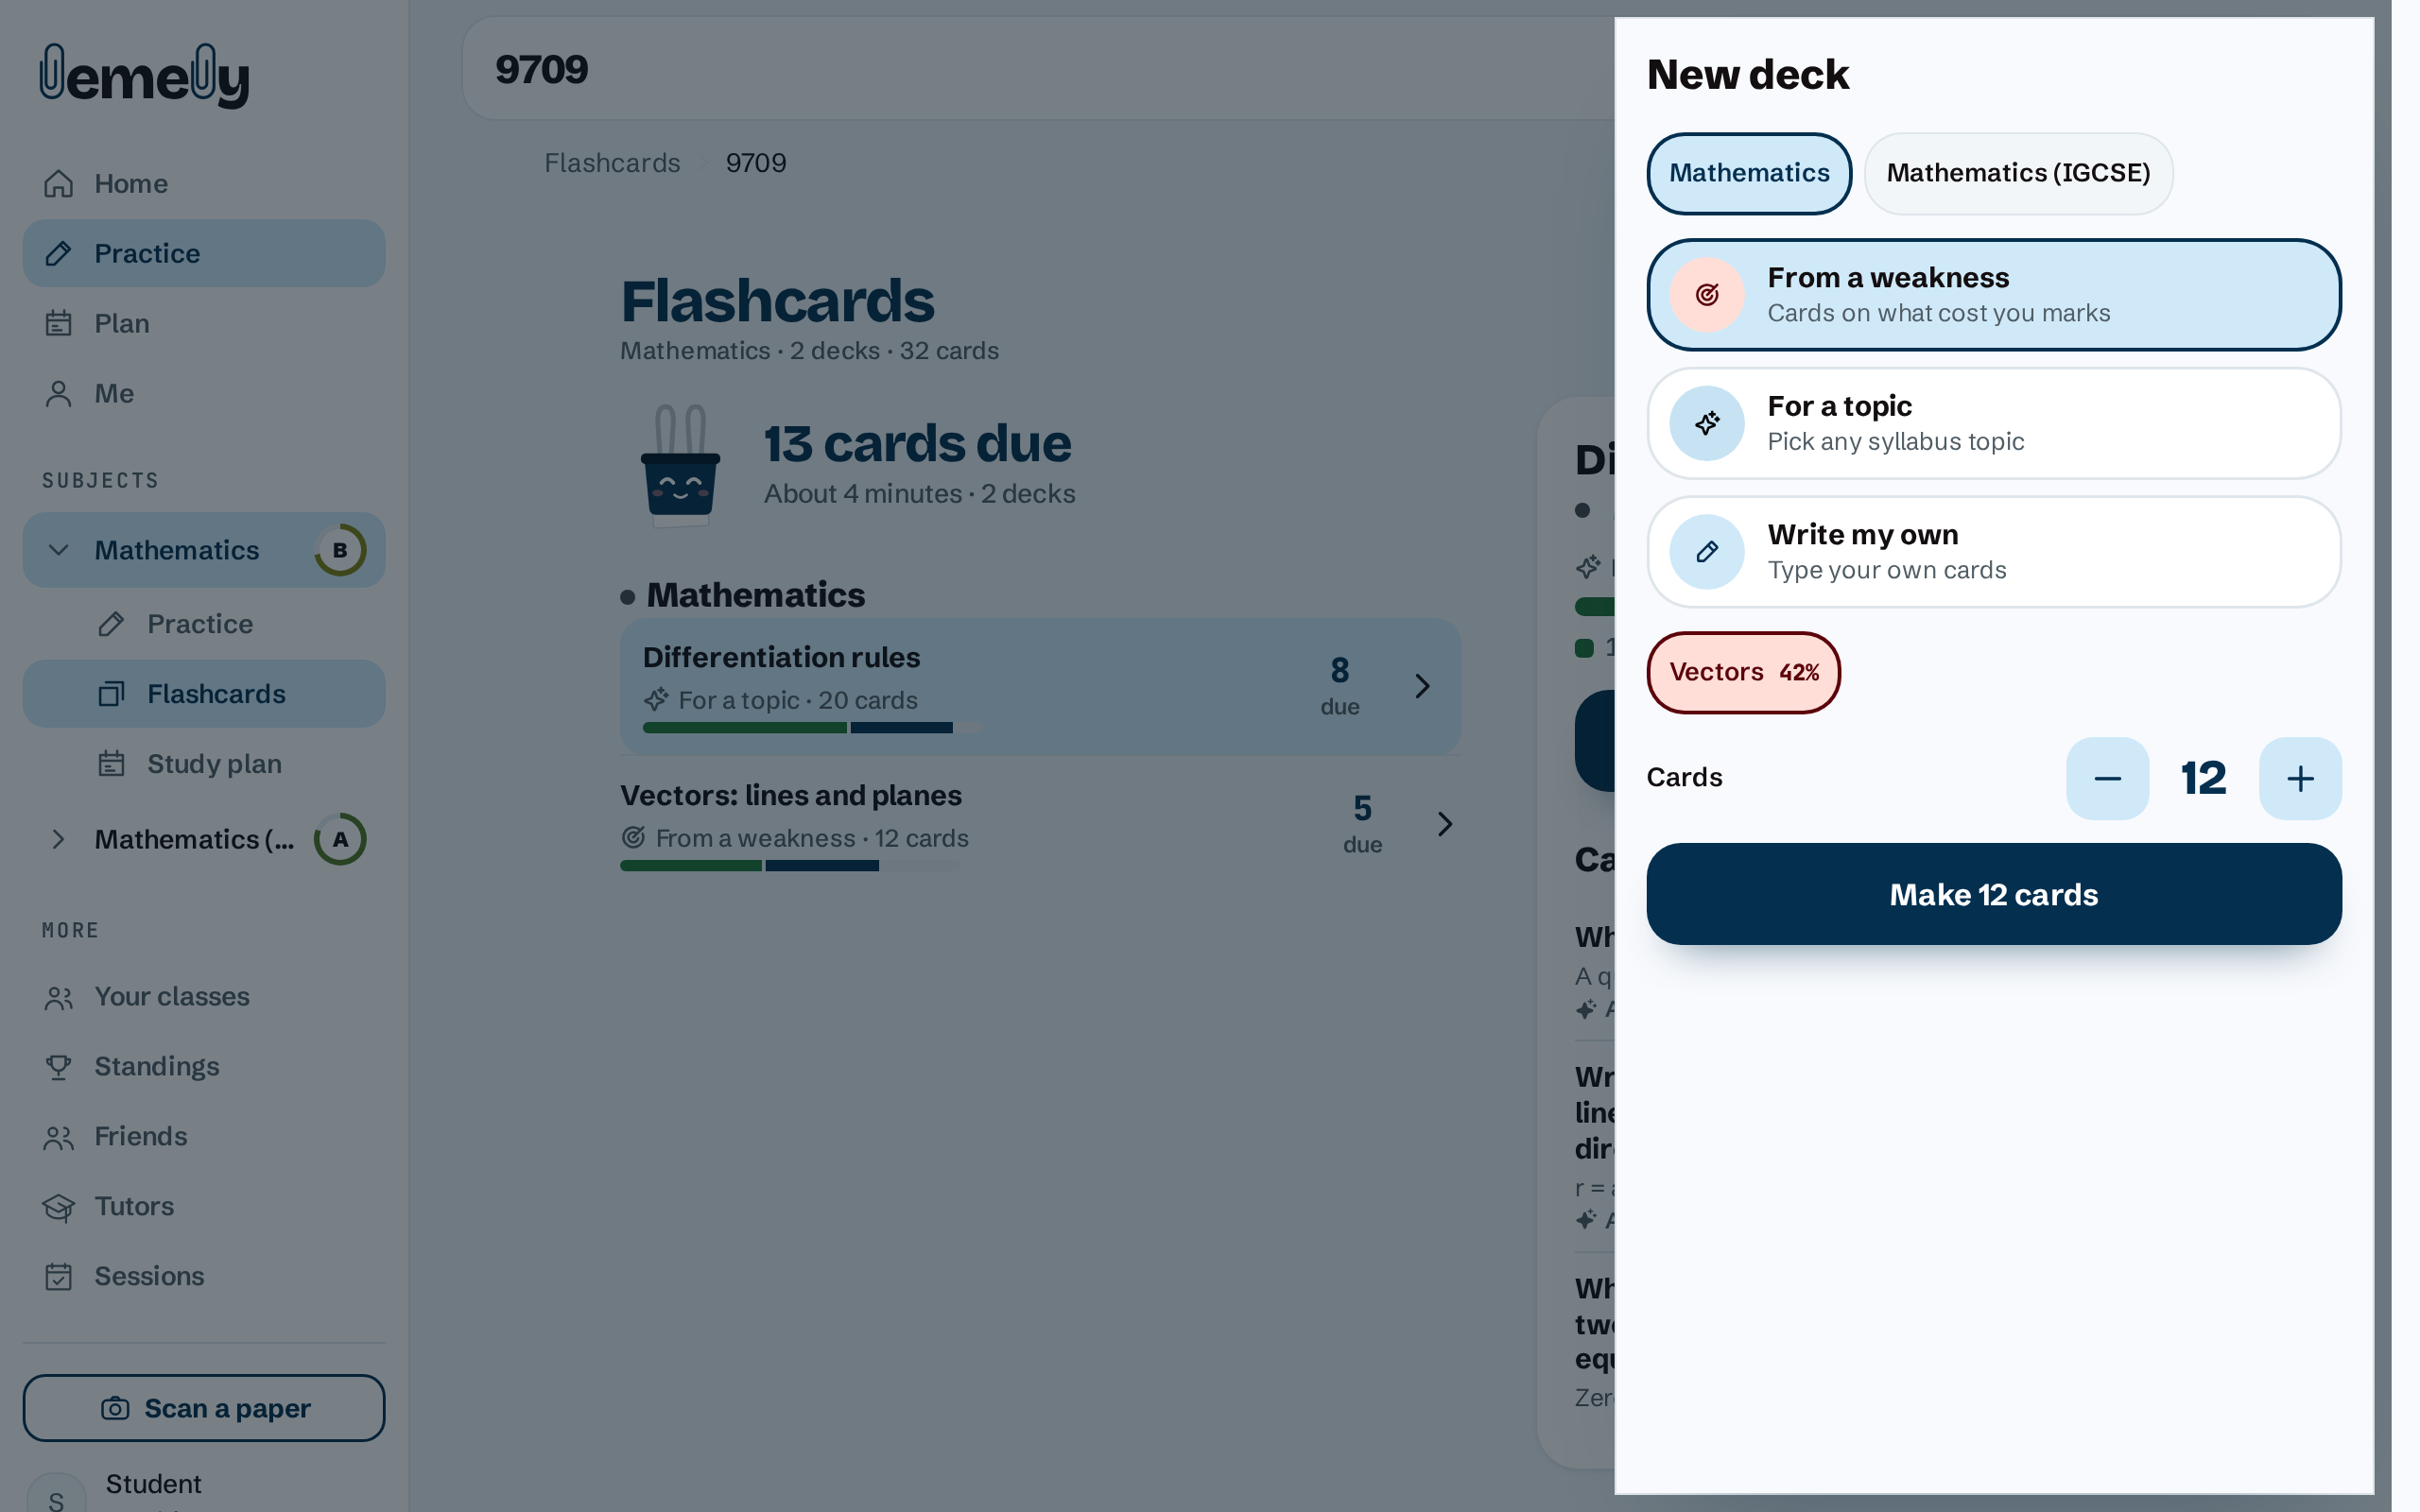 lemely
Home
Practice
Plan
Me
SUBJECTS
Mathematics B
Practice
Flashcards
Study plan
Mathematics (... A
MORE
Your classes
Standings
Friends
Tutors
Sessions
Scan a paper
S Student
9709
Flashcards 9709
Flashcards
Mathematics · 2 decks · 32 cards
13 cards due
About 4 minutes · 2 decks
Mathematics
Differentiation rules
For a topic · 20 cards
8
due
Vectors: lines and planes
From a weakness · 12 cards
5
due
New deck
Mathematics
Mathematics (IGCSE)
From a weakness
Cards on what cost you marks
For a topic
Pick any syllabus topic
Write my own
Type your own cards
Vectors 42%
Cards
12
Make 12 cards